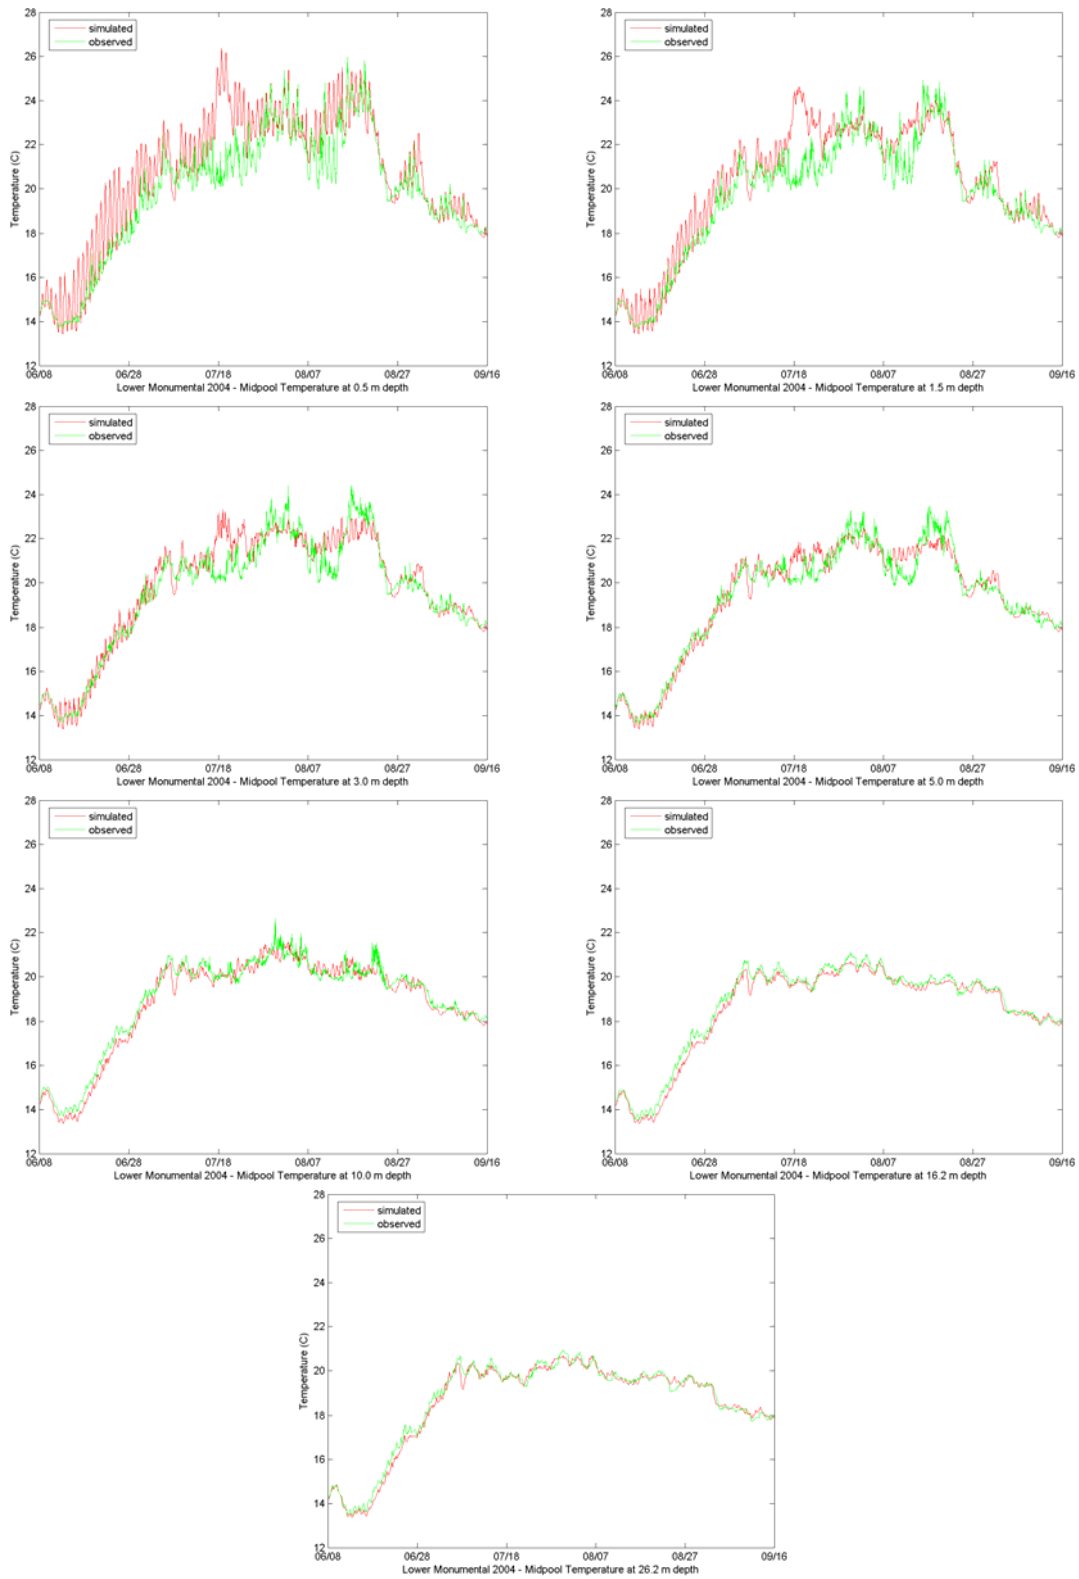 28
26
24
22
20
18
16
14
12
Temperature (C)
simulated
observed
06/08 06/28 07/18 08/07 08/27 09/16
Lower Monumental 2004 - Midpool Temperature at 0.5 m depth
28
26
24
22
20
18
16
14
12
Temperature (C)
simulated
observed
06/08 06/28 07/18 08/07 08/27 09/16
Lower Monumental 2004 - Midpool Temperature at 1.5 m depth
28
26
24
22
20
18
16
14
12
Temperature (C)
simulated
observed
06/08 06/28 07/18 08/07 08/27 09/16
Lower Monumental 2004 - Midpool Temperature at 3.0 m depth
28
26
24
22
20
18
16
14
12
Temperature (C)
simulated
observed
06/08 06/28 07/18 08/07 08/27 09/16
Lower Monumental 2004 - Midpool Temperature at 5.0 m depth
28
26
24
22
20
18
16
14
12
Temperature (C)
simulated
observed
06/08 06/28 07/18 08/07 08/27 09/16
Lower Monumental 2004 - Midpool Temperature at 10.0 m depth
28
26
24
22
20
18
16
14
12
Temperature (C)
simulated
observed
06/08 06/28 07/18 08/07 08/27 09/16
Lower Monumental 2004 - Midpool Temperature at 16.2 m depth
28
26
24
22
20
18
16
14
12
Temperature (C)
simulated
observed
06/08 06/28 07/18 08/07 08/27 09/16
Lower Monumental 2004 - Midpool Temperature at 26.2 m depth